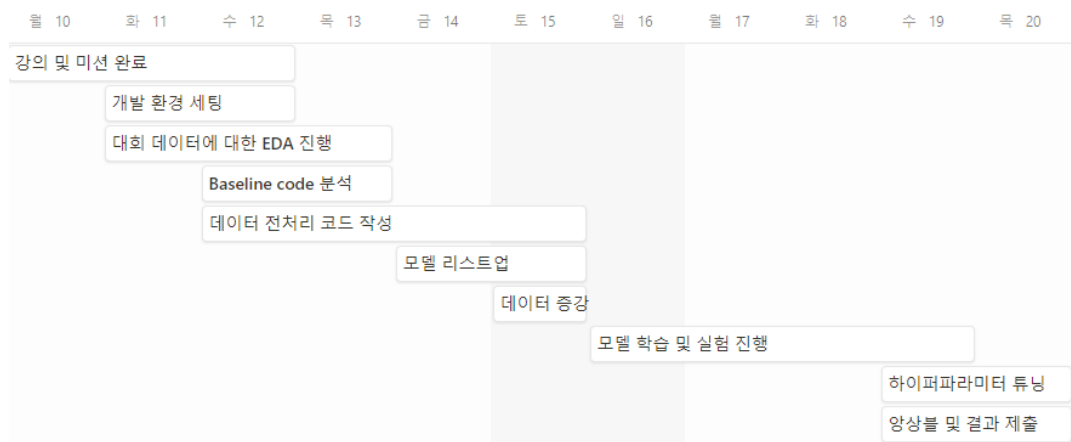 월 10 화 11 수 12 목 13 금 14 토 15 일 16 월 17 화 18 수 19 목 20
강의 및 미션 완료
개발 환경 세팅
대회 데이터에 대한 EDA 진행
Baseline code 분석
데이터 전처리 코드 작성
모델 리스트업
데이터 증강
모델 학습 및 실험 진행
하이퍼파라미터 튜닝
앙상블 및 결과 제출